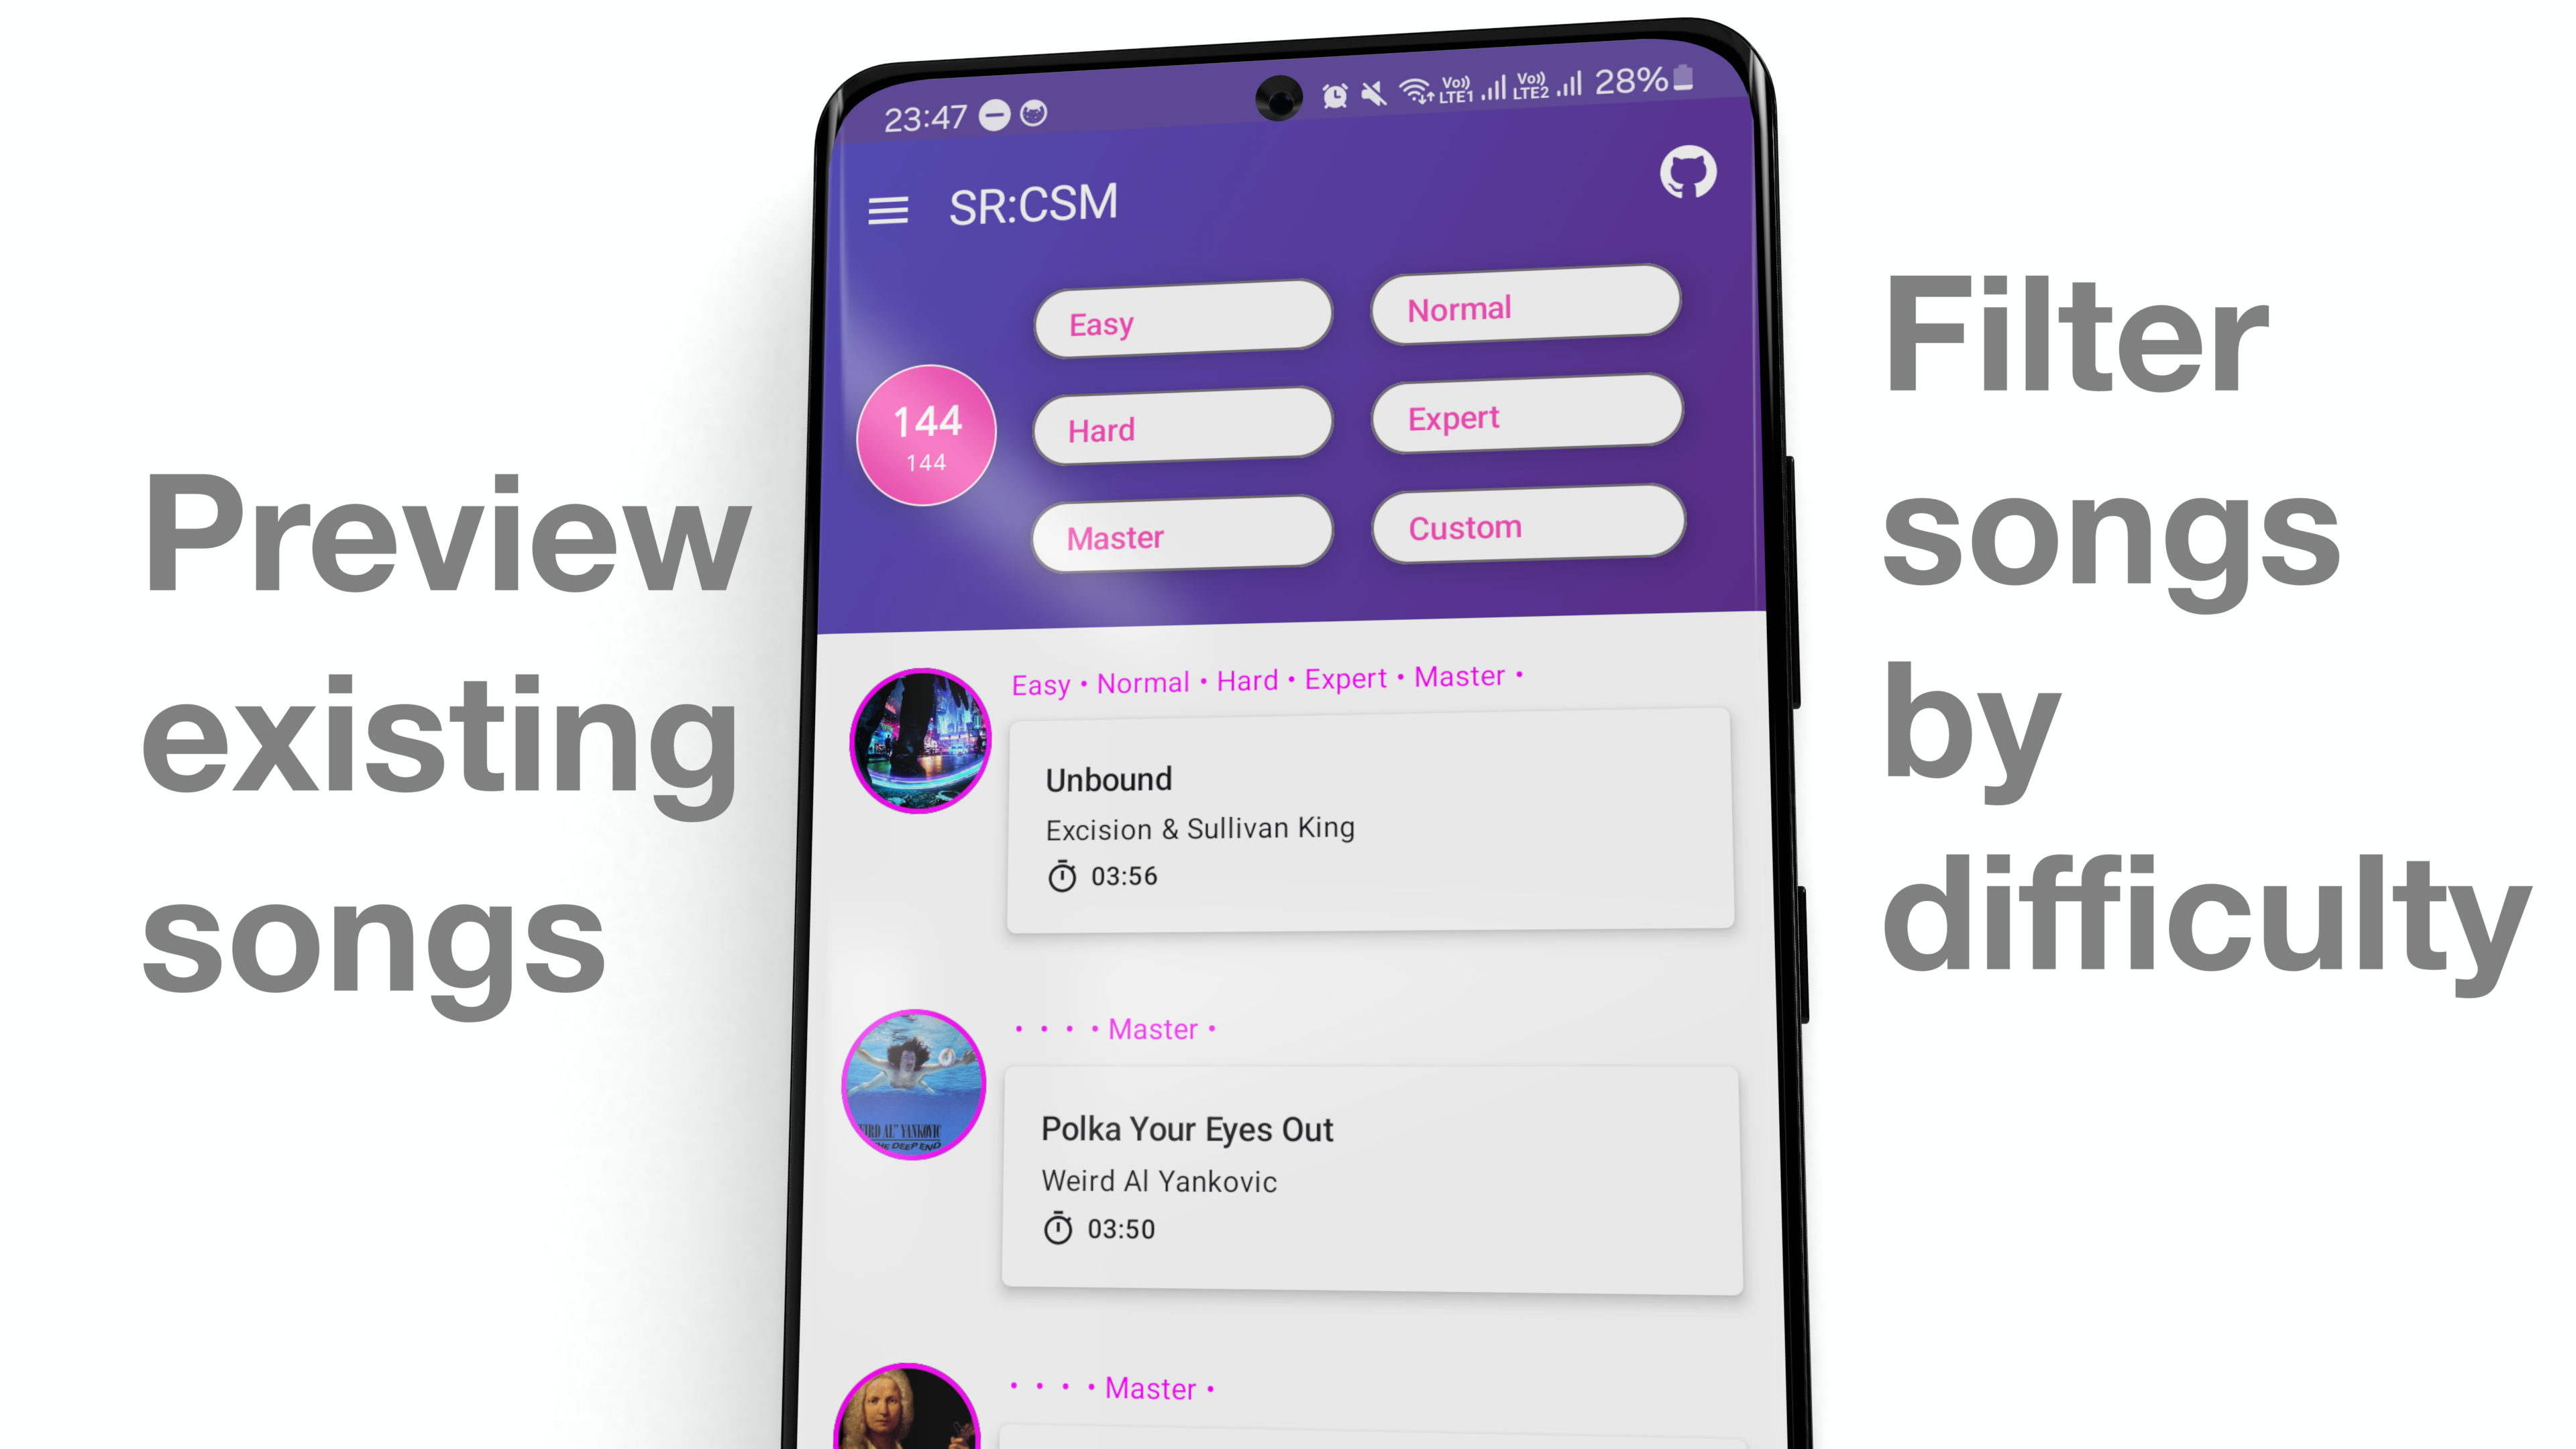 Preview
existing
songs
23:47
Vo)) LTE1 Vo)) LTE2 28%
SR:CSM
Easy
Normal
144
144
Hard
Expert
Master
Custom
Easy • Normal • Hard • Expert • Master •
Unbound
Excision & Sullivan King
03:56
• • • • Master •
EIRD AL" YANKOVIC
THE DEEP END
Polka Your Eyes Out
Weird Al Yankovic
03:50
• • • • Master •
Filter
songs
by
difficulty